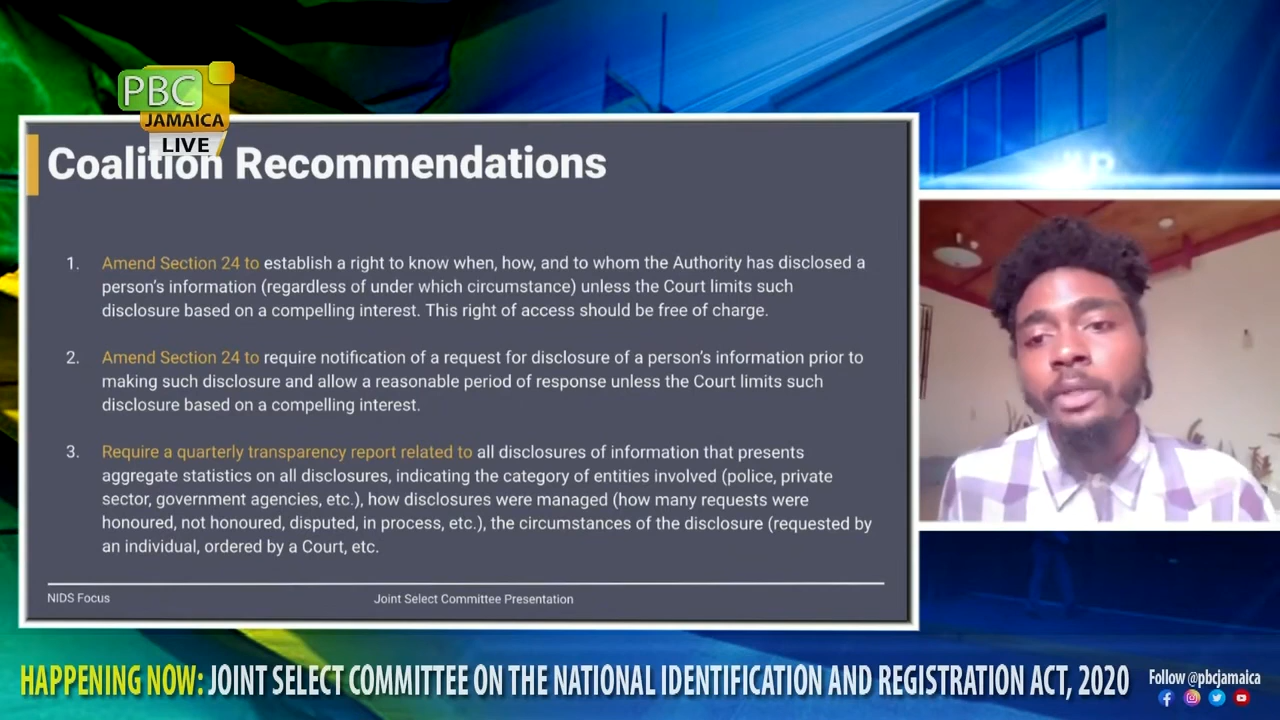 PBC
JAMAICA
LIVE
Coalition Recommendations
1. Amend Section 24 to establish a right to know when, how, and to whom the Authority has disclosed a
person's information (regardless of under which circumstance) unless the Court limits such
disclosure based on a compelling interest. This right of access should be free of charge.
2. Amend Section 24 to require notification of a request for disclosure of a person's information prior to
making such disclosure and allow a reasonable period of response unless the Court limits such
disclosure based on a compelling interest.
3. Require a quarterly transparency report related to all disclosures of information that presents
aggregate statistics on all disclosures, indicating the category of entities involved (police, private
sector, government agencies, etc.), how disclosures were managed (how many requests were
honoured, not honoured, disputed, in process, etc.), the circumstances of the disclosure (requested by
an individual, ordered by a Court, etc.
NIDS Focus
Joint Select Committee Presentation
HAPPENING NOW: JOINT SELECT COMMITTEE ON THE NATIONAL IDENTIFICATION AND REGISTRATION ACT, 2020
Follow @pbcjamaica